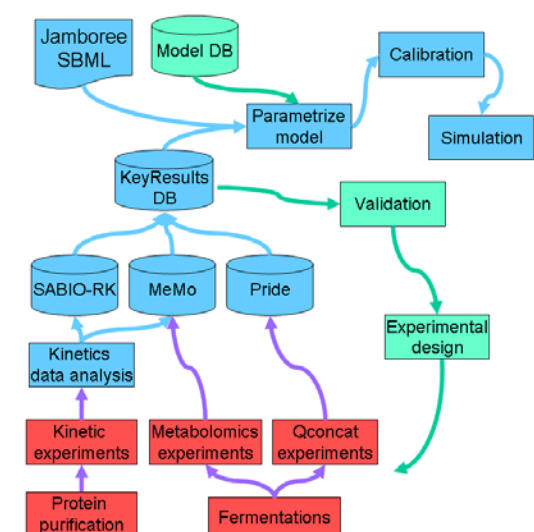 Jamboree
SBML
Model DB
Calibration
Parametrize
model
Simulation
KeyResults
DB
Validation
SABIO-RK
MeMo
Pride
Experimental
design
Kinetics
data analysis
Kinetic
experiments
Metabolomics
experiments
Qconcat
experiments
Protein
purification
Fermentations